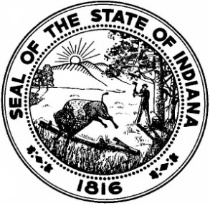 SEAL OF THE STATE OF INDIANA
1816